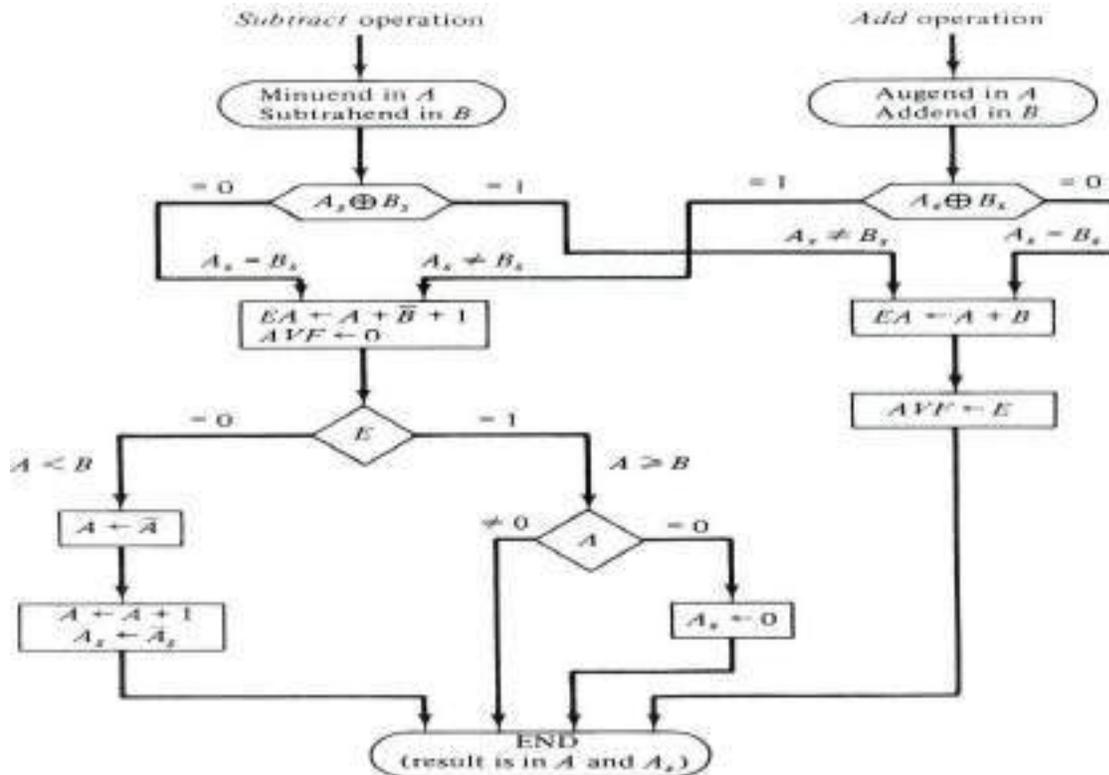 Subtract operation
Add operation
Minuend in A
Subtrahend in B
Augend in A
Addend in B
= 0
A_s ⊕ B_s
= 1
= 1
A_s ⊕ B_s
= 0
A_s = B_s
A_s ≠ B_s
A_s ≠ B_s
A_s = B_s
EA ← A + B̅ + 1
AVF ← 0
EA ← A + B
= 0
E
= 1
AVF ← E
A < B
A ≥ B
A ← A̅
≠ 0
A
= 0
A ← A + 1
A_s ← A̅_s
A_s ← 0
END
(result is in A and A_s)